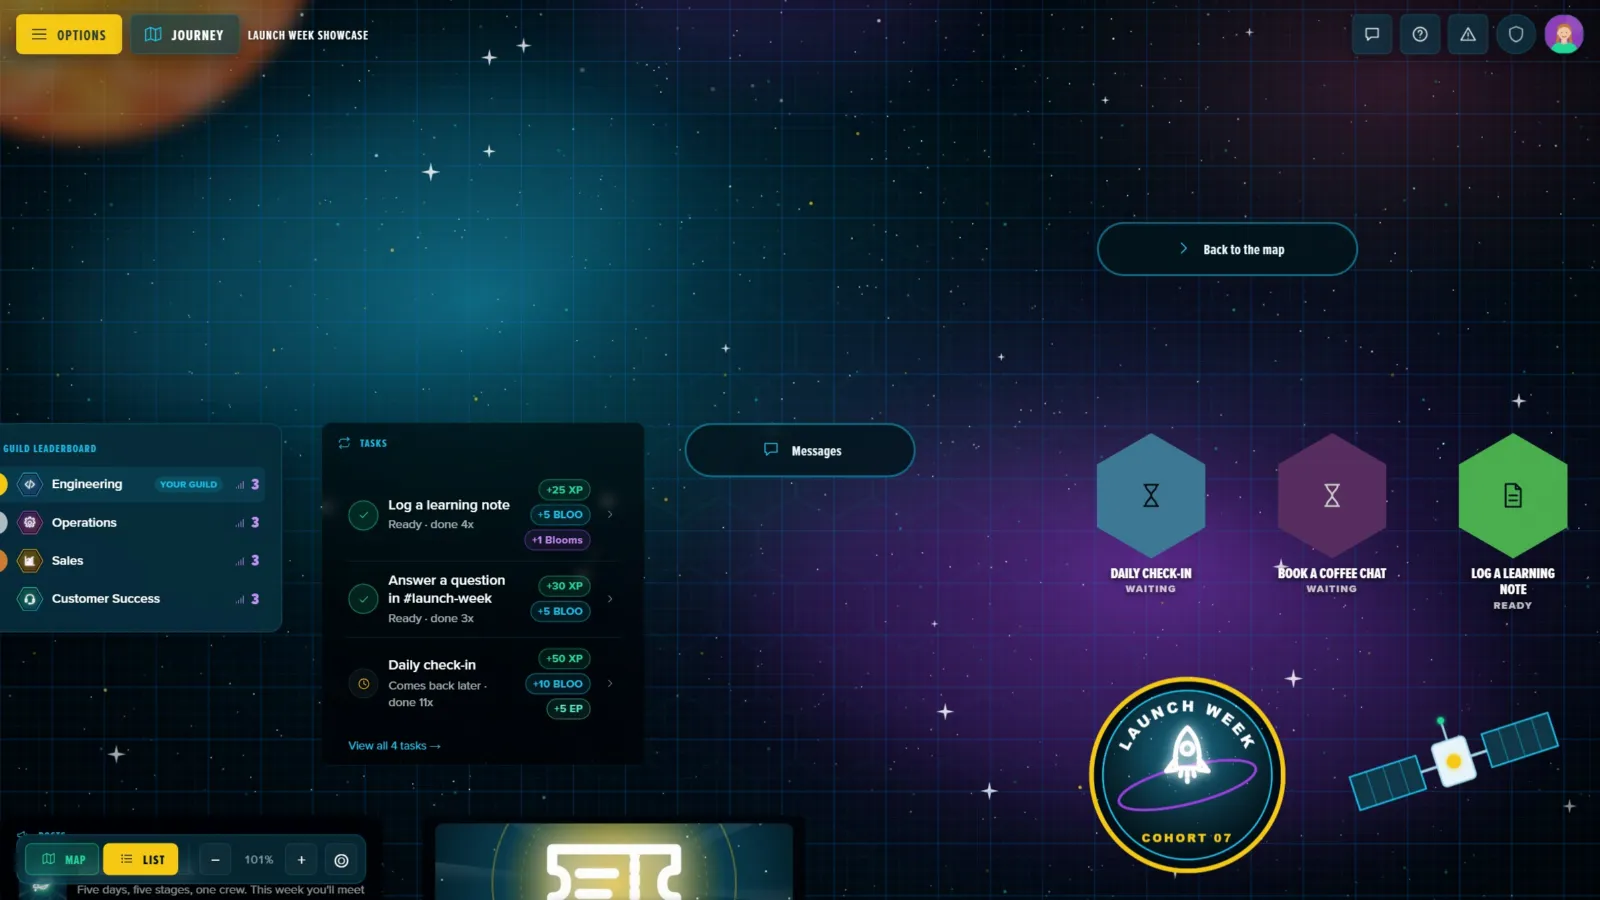 OPTIONS
JOURNEY
LAUNCH WEEK SHOWCASE
Back to the map
GUILD LEADERBOARD
Engineering
YOUR GUILD
3
Operations
3
Sales
3
Customer Success
3
TASKS
Log a learning note
Ready · done 4x
+25 XP
+5 BLOO
+1 Blooms
Answer a question
in #launch-week
Ready · done 3x
+30 XP
+5 BLOO
Daily check-in
Comes back later ·
done 11x
+50 XP
+10 BLOO
+5 EP
View all 4 tasks →
Messages
DAILY CHECK-IN
WAITING
BOOK A COFFEE CHAT
WAITING
LOG A LEARNING
NOTE
READY
LAUNCH WEEK
COHORT 07
POSTS
MAP
LIST
− 101% +
Five days, five stages, one crew. This week you'll meet